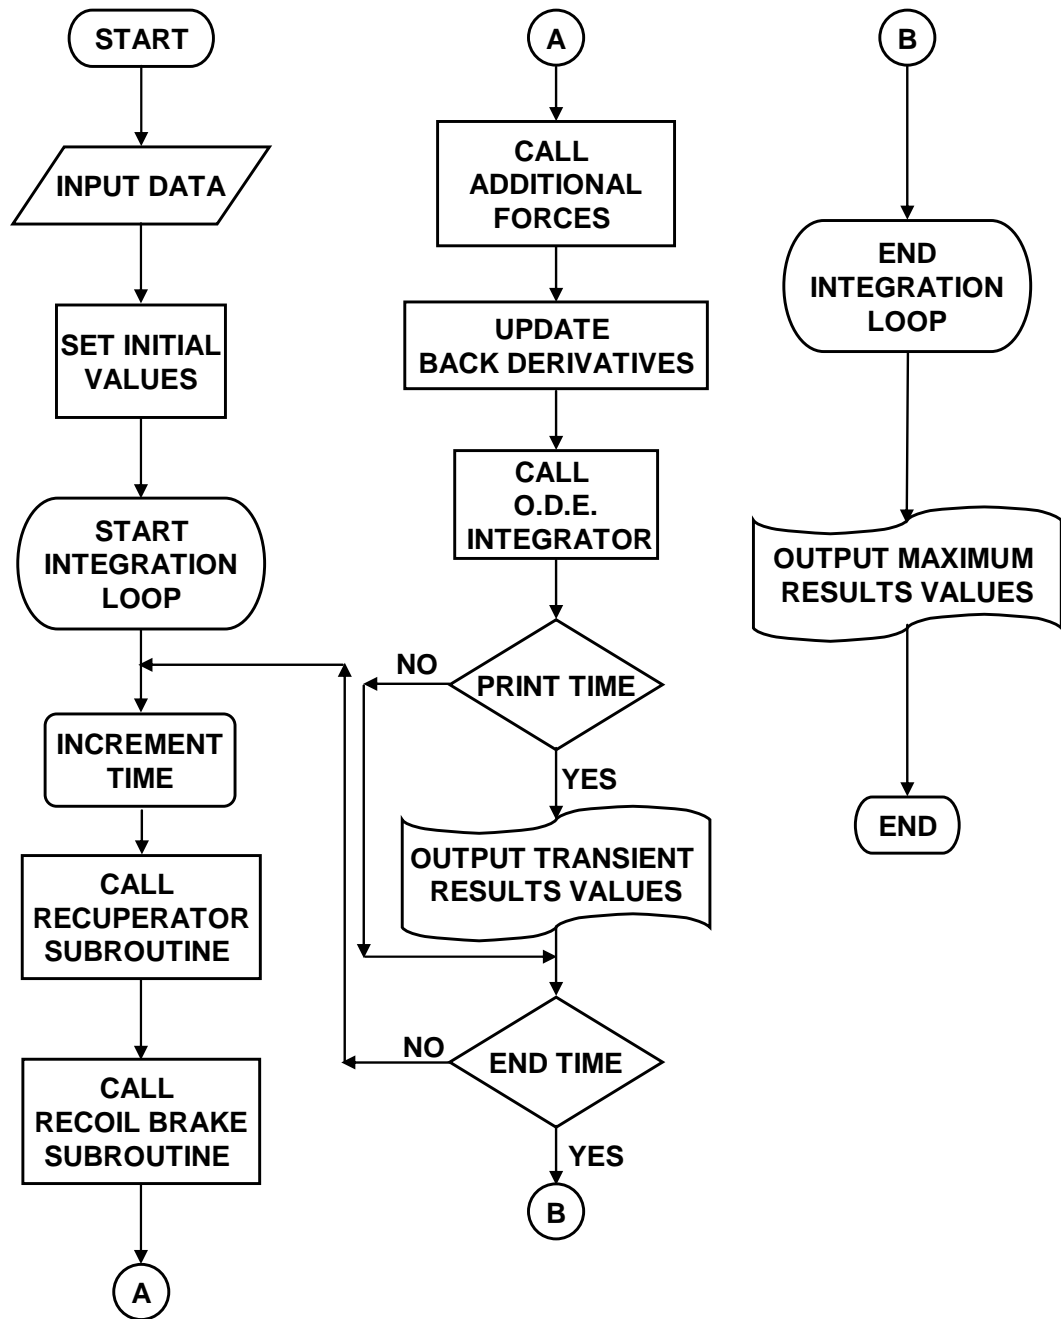 START
INPUT DATA
SET INITIAL
VALUES
START
INTEGRATION
LOOP
INCREMENT
TIME
CALL
RECUPERATOR
SUBROUTINE
CALL
RECOIL BRAKE
SUBROUTINE
A
A
CALL
ADDITIONAL
FORCES
UPDATE
BACK DERIVATIVES
CALL
O.D.E.
INTEGRATOR
NO
PRINT TIME
YES
OUTPUT TRANSIENT
RESULTS VALUES
NO
END TIME
YES
B
B
END
INTEGRATION
LOOP
OUTPUT MAXIMUM
RESULTS VALUES
END